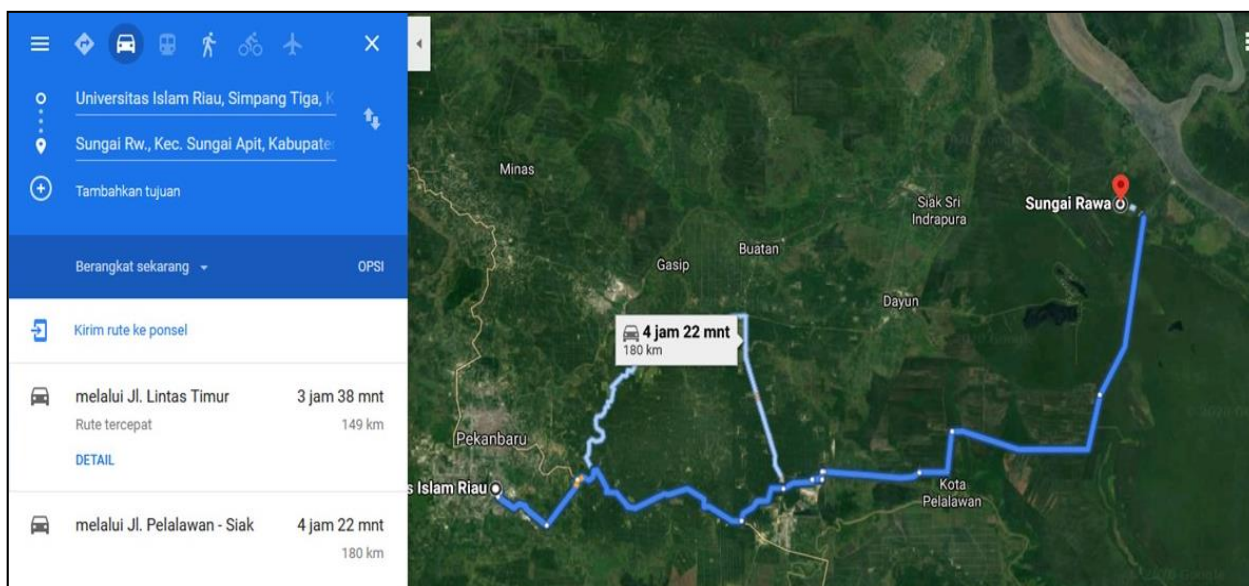 Universitas Islam Riau, Simpang Tiga, K
Sungai Rw., Kec. Sungai Apit, Kabupate
Tambahkan tujuan
Berangkat sekarang
OPSI
Kirim rute ke ponsel
melalui Jl. Lintas Timur 3 jam 38 mnt
Rute tercepat 149 km
DETAIL
melalui Jl. Pelalawan - Siak 4 jam 22 mnt
180 km
Minas
Siak Sri
Indrapura
Sungai Rawa
Buatan
Gasip
Dayun
4 jam 22 mnt
180 km
Pekanbaru
s Islam Riau
Kota
Pelalawan